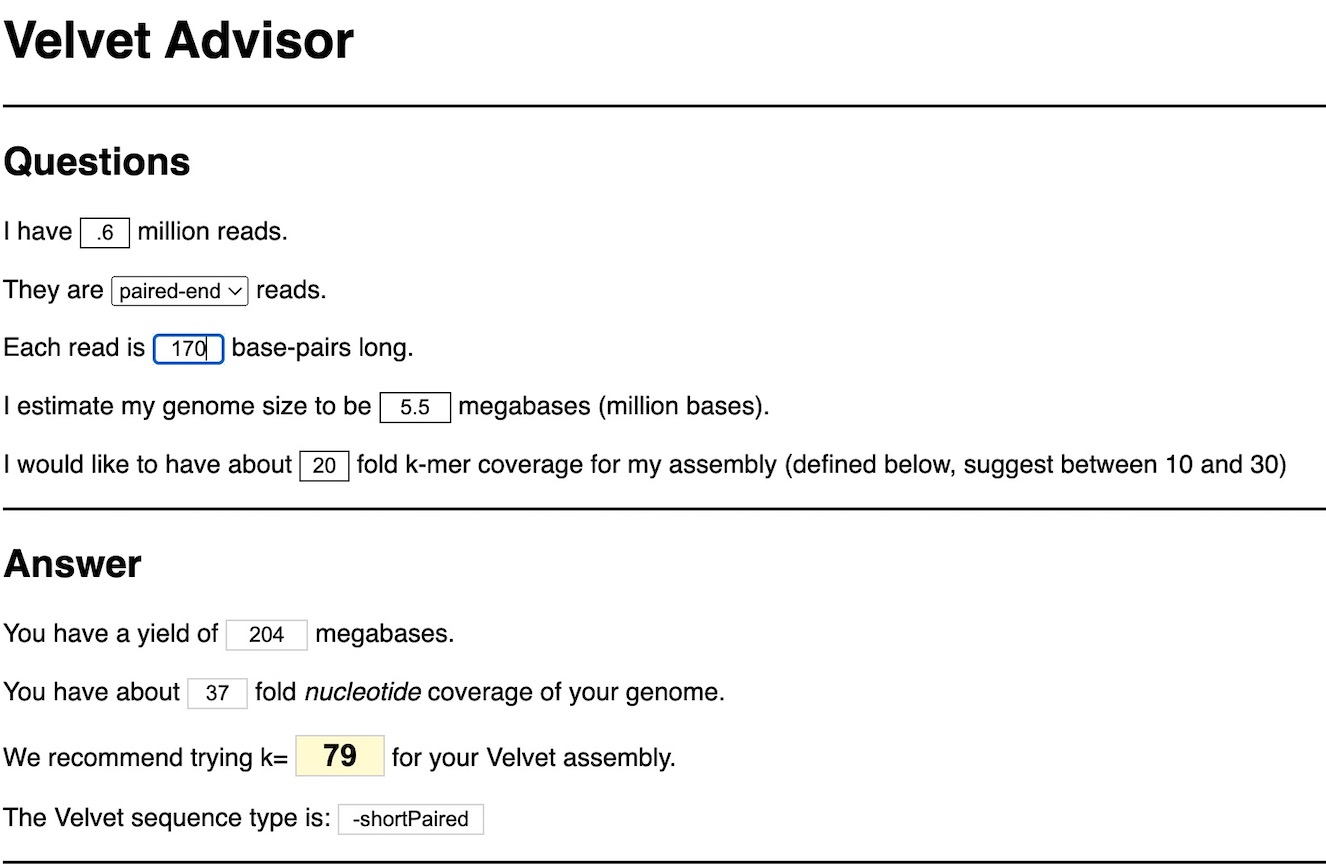 Velvet Advisor
Questions
I have .6 million reads.
They are paired-end reads.
Each read is 170 base-pairs long.
I estimate my genome size to be 5.5 megabases (million bases).
I would like to have about 20 fold k-mer coverage for my assembly (defined below, suggest between 10 and 30)
Answer
You have a yield of 204 megabases.
You have about 37 fold nucleotide coverage of your genome.
We recommend trying k= 79 for your Velvet assembly.
The Velvet sequence type is: -shortPaired